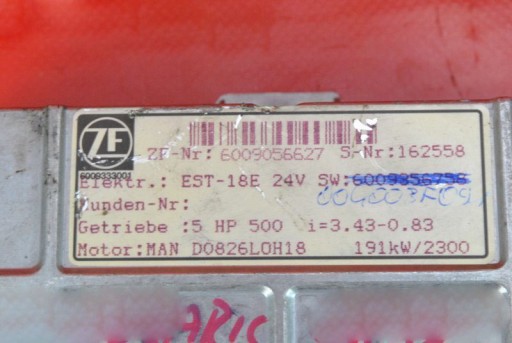 ZF
6009333001
ZF-Nr: 6009056627 S-Nr:162558
Elektr.: EST-18E 24V SW:
Kunden-Nr:
Getriebe :5 HP 500 i=3.43-0.83
Motor:MAN D0826LOH18 191kW/2300